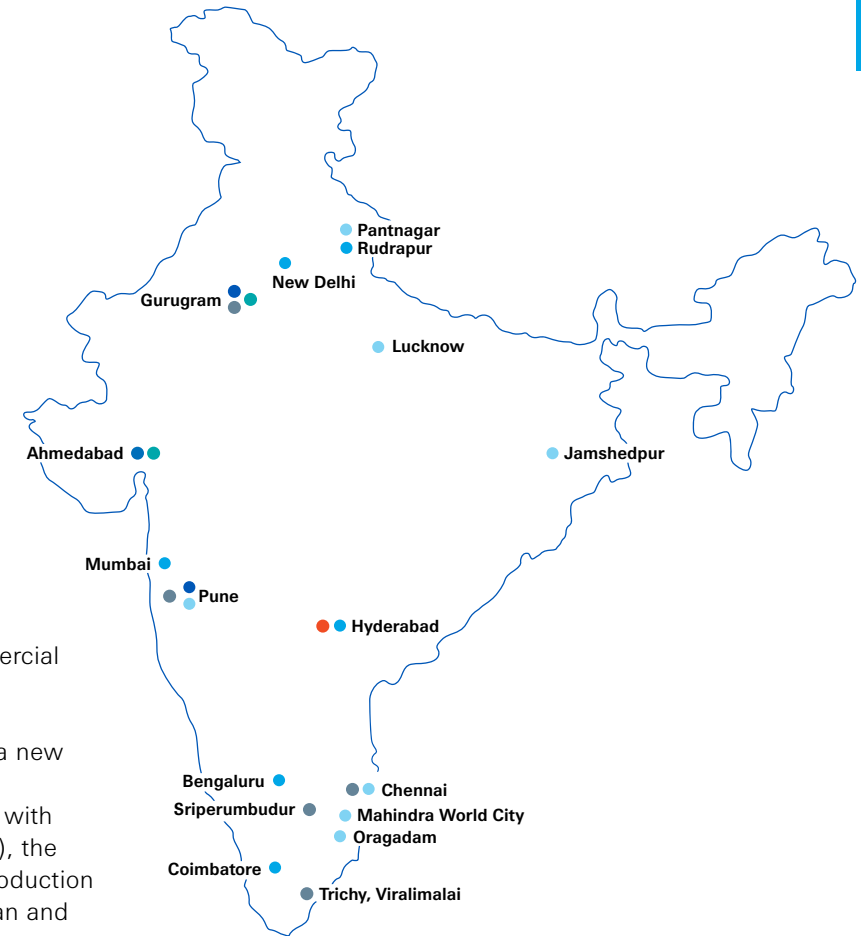 Pantnagar
Rudrapur
New Delhi
Gurugram
Lucknow
Ahmedabad
Jamshedpur
Mumbai
Pune
Hyderabad
ercial
a new
Bengaluru
Chennai
Sriperumbudur
Mahindra World City
with
Oragadam
), the
Coimbatore
oduction
Trichy, Viralimalai
an and